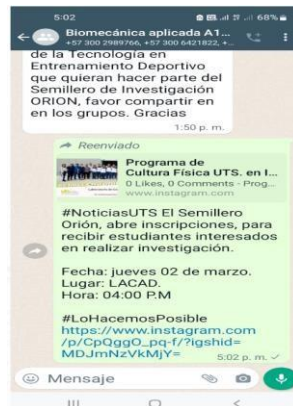 5:02
68%
Biomecánica aplicada A1...
+57 300 2989766, +57 300 6421822, +...
de la Tecnología en
Entrenamiento Deportivo
que quieran hacer parte del
Semillero de Investigación
ORION, favor compartir en
en los grupos. Gracias
1:50 p. m.
Reenviado
Programa de
Cultura Física UTS. en I...
0 Likes, 0 Comments - Prog...
www.instagram.com
#NoticiasUTS El Semillero
Orión, abre inscripciones, para
recibir estudiantes interesados
en realizar investigación.
Fecha: jueves 02 de marzo.
Lugar: LACAD.
Hora: 04:00 P.M
#LoHacemosPosible
https://www.instagram.com
/p/CpQggO_pq-f/?igshid=
MDJmNzVkMjY=
5:02 p. m.
Mensaje